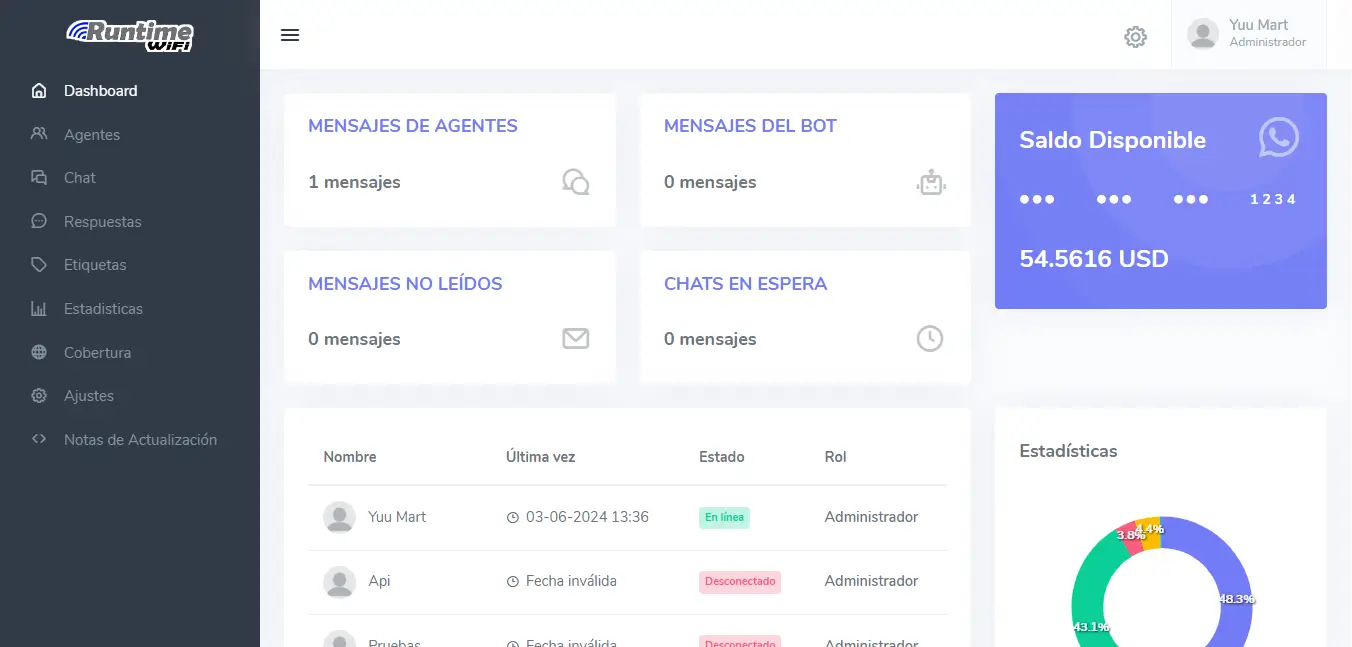 Runtime
WiFi
Dashboard
Agentes
Chat
Respuestas
Etiquetas
Estadisticas
Cobertura
Ajustes
Notas de Actualización
Yuu Mart
Administrador
MENSAJES DE AGENTES
1 mensajes
MENSAJES DEL BOT
0 mensajes
MENSAJES NO LEÍDOS
0 mensajes
CHATS EN ESPERA
0 mensajes
Saldo Disponible
●●● ●●● ●●● 1234
54.5616 USD
Nombre Última vez Estado Rol
Yuu Mart 03-06-2024 13:36 En línea Administrador
Api Fecha inválida Desconectado Administrador
Pruebas Fecha inválida Desconectado Administrador
Estadísticas
4.4%
3.8%
48.3%
43.1%